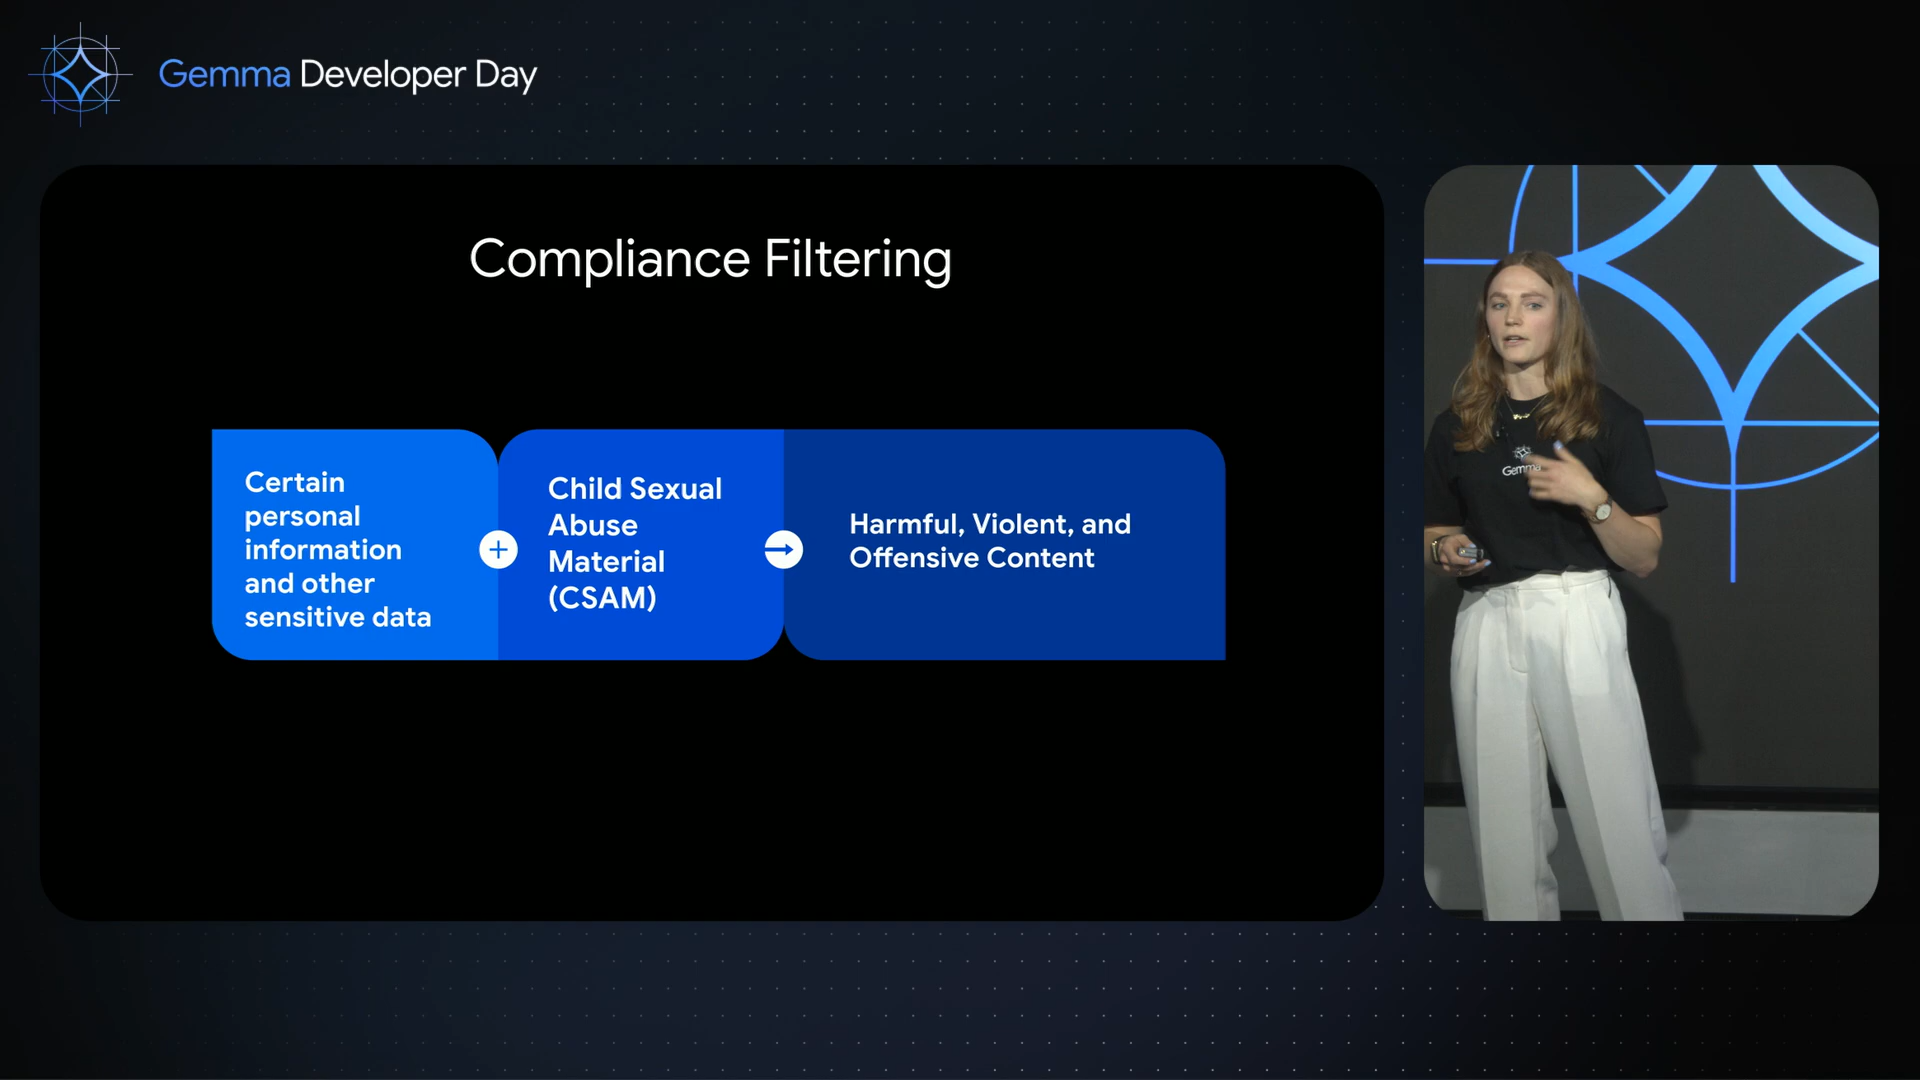 Gemma Developer Day
Compliance Filtering
Certain
personal
information
and other
sensitive data
Child Sexual
Abuse
Material
(CSAM)
Harmful, Violent, and
Offensive Content
Gemma